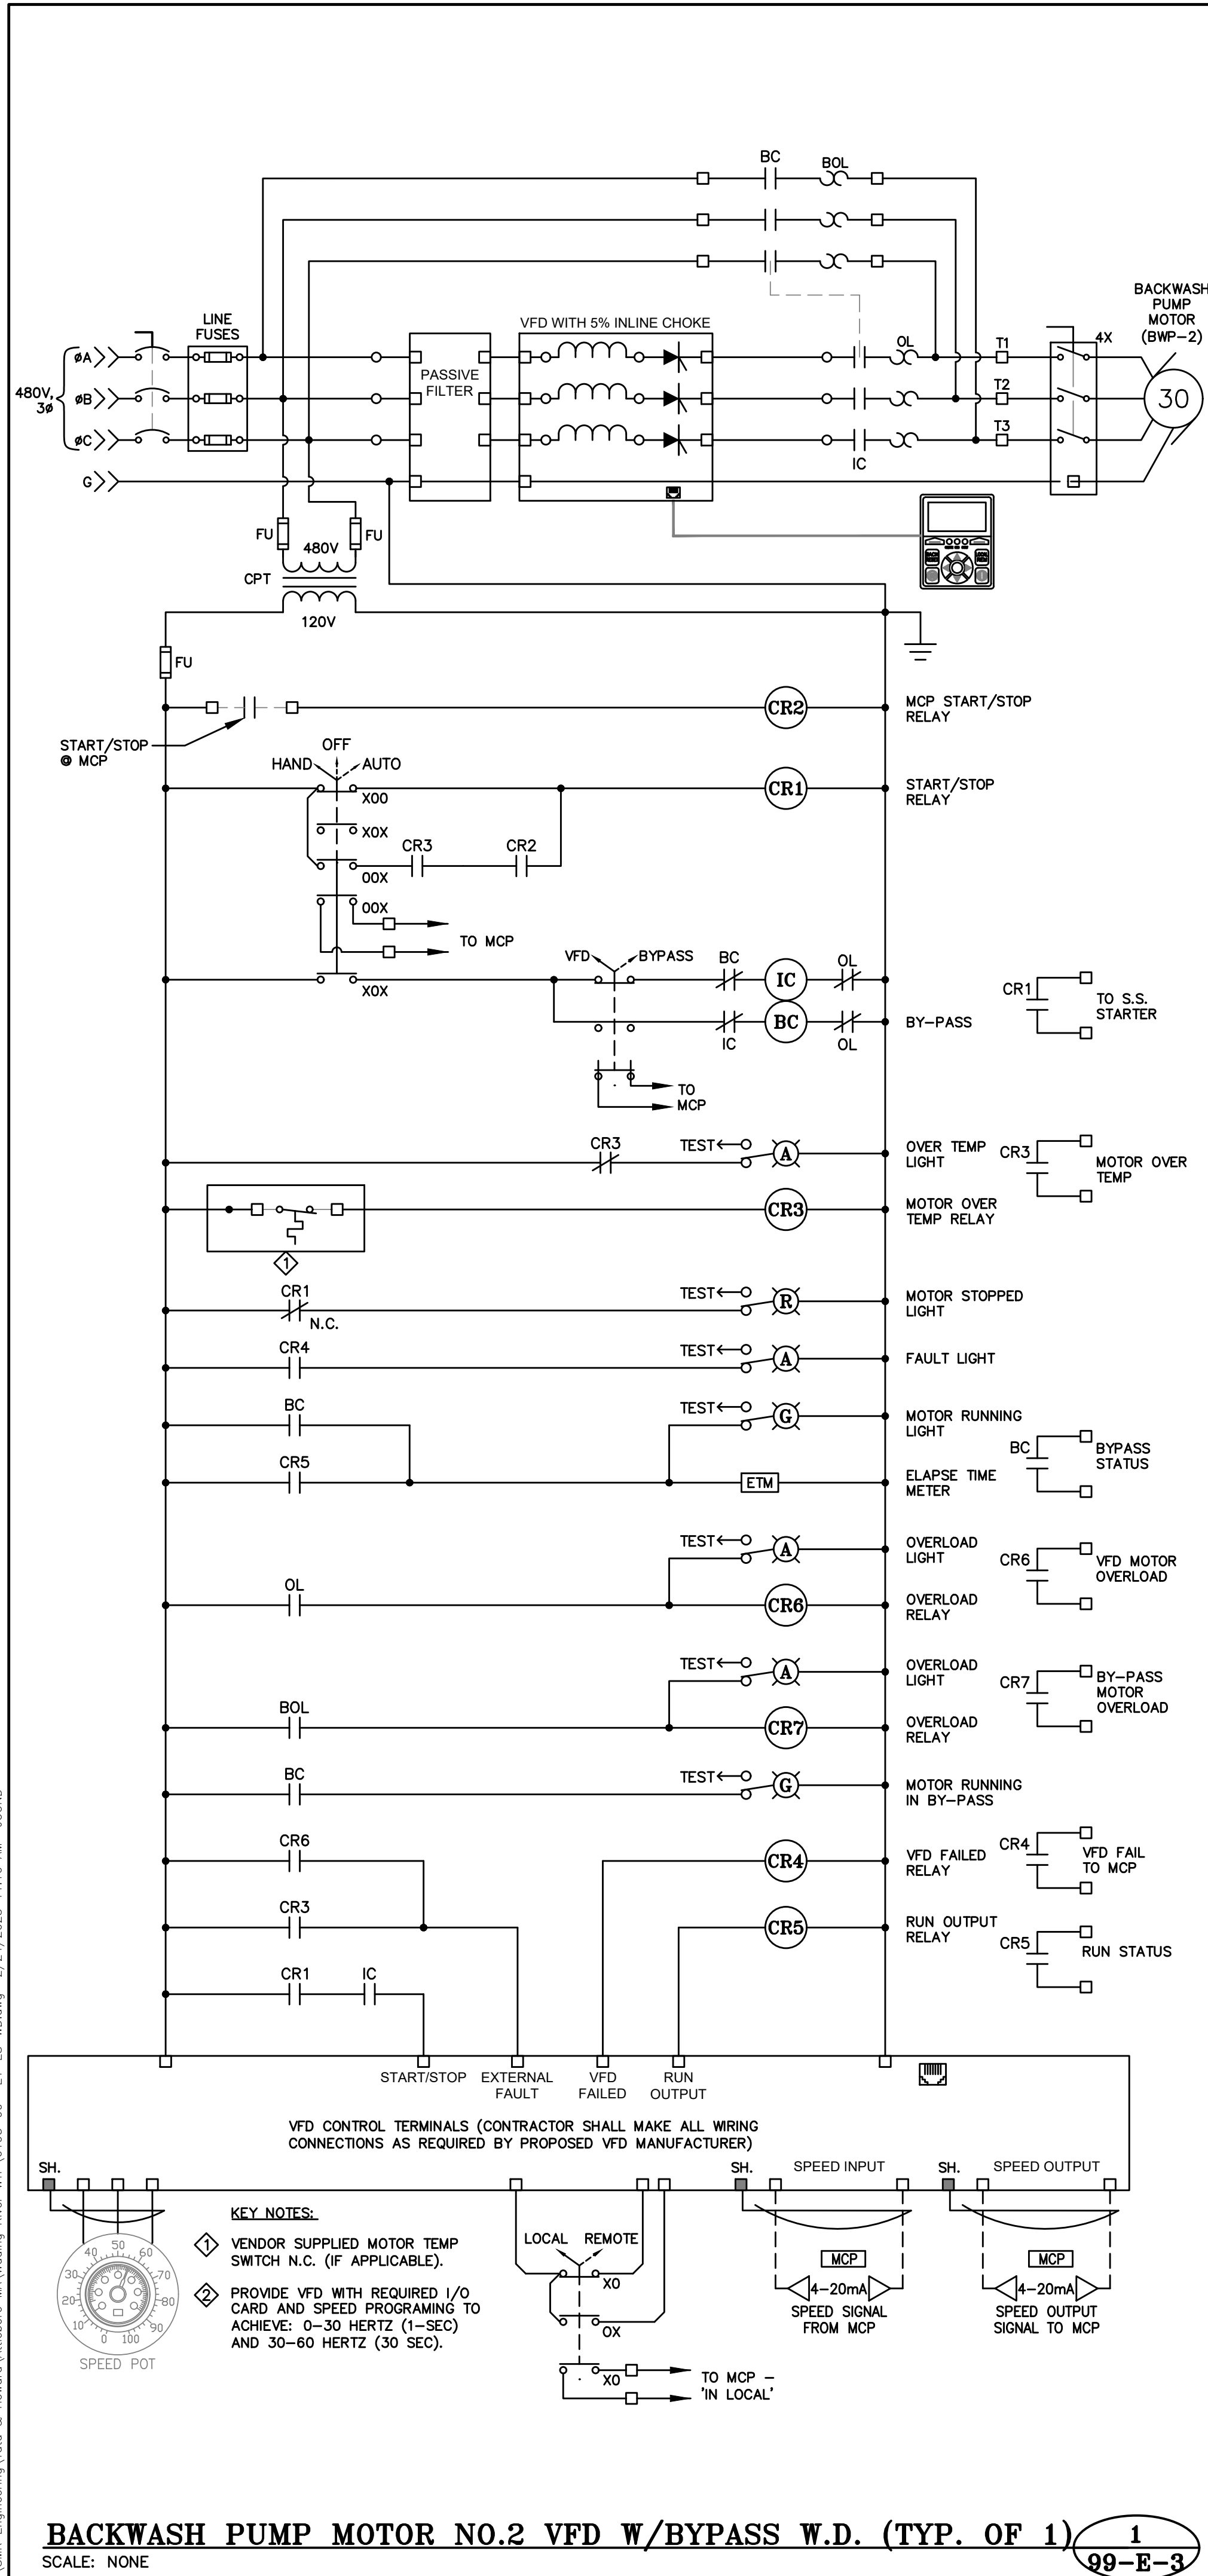 BC
BOL
BACKWASH
PUMP
MOTOR
(BWP-2)
LINE
FUSES
VFD WITH 5% INLINE CHOKE
480V,
3ø
øA
øB
øC
G
PASSIVE
FILTER
OL
IC
T1
T2
T3
4X
30
FU
FU
480V
CPT
120V
FU
CR2
MCP START/STOP
RELAY
START/STOP
@ MCP
OFF
HAND
AUTO
X00
CR1
START/STOP
RELAY
X0X
CR3
CR2
00X
00X
TO MCP
X0X
VFD
BYPASS
BC
IC
OL
IC
BC
OL
BY-PASS
CR1
TO S.S.
STARTER
TO
MCP
CR3
TEST
A
OVER TEMP
LIGHT
CR3
MOTOR OVER
TEMP
CR3
MOTOR OVER
TEMP RELAY
1
CR1
N.C.
TEST
R
MOTOR STOPPED
LIGHT
CR4
TEST
A
FAULT LIGHT
BC
TEST
G
MOTOR RUNNING
LIGHT
CR5
ETM
ELAPSE TIME
METER
BC
BYPASS
STATUS
TEST
A
OVERLOAD
LIGHT
OL
CR6
OVERLOAD
RELAY
CR6
VFD MOTOR
OVERLOAD
TEST
A
OVERLOAD
LIGHT
BOL
CR7
OVERLOAD
RELAY
CR7
BY-PASS
MOTOR
OVERLOAD
BC
TEST
G
MOTOR RUNNING
IN BY-PASS
CR6
CR4
VFD FAILED
RELAY
CR4
VFD FAIL
TO MCP
CR3
CR5
RUN OUTPUT
RELAY
CR5
RUN STATUS
CR1
IC
START/STOP
EXTERNAL
FAULT
VFD
FAILED
RUN
OUTPUT
VFD CONTROL TERMINALS (CONTRACTOR SHALL MAKE ALL WIRING
CONNECTIONS AS REQUIRED BY PROPOSED VFD MANUFACTURER)
SH.
SH.
SPEED INPUT
SH.
SPEED OUTPUT
0
10
20
30
40
50
60
70
80
90
100
SPEED POT
KEY NOTES:
1 VENDOR SUPPLIED MOTOR TEMP
SWITCH N.C. (IF APPLICABLE).
2 PROVIDE VFD WITH REQUIRED I/O
CARD AND SPEED PROGRAMING TO
ACHIEVE: 0-30 HERTZ (1-SEC)
AND 30-60 HERTZ (30 SEC).
LOCAL
REMOTE
X0
0X
X0
TO MCP -
'IN LOCAL'
MCP
4-20mA
SPEED SIGNAL
FROM MCP
MCP
4-20mA
SPEED OUTPUT
SIGNAL TO MCP
BACKWASH PUMP MOTOR NO.2 VFD W/BYPASS W.D. (TYP. OF 1)
SCALE: NONE
1
99-E-3